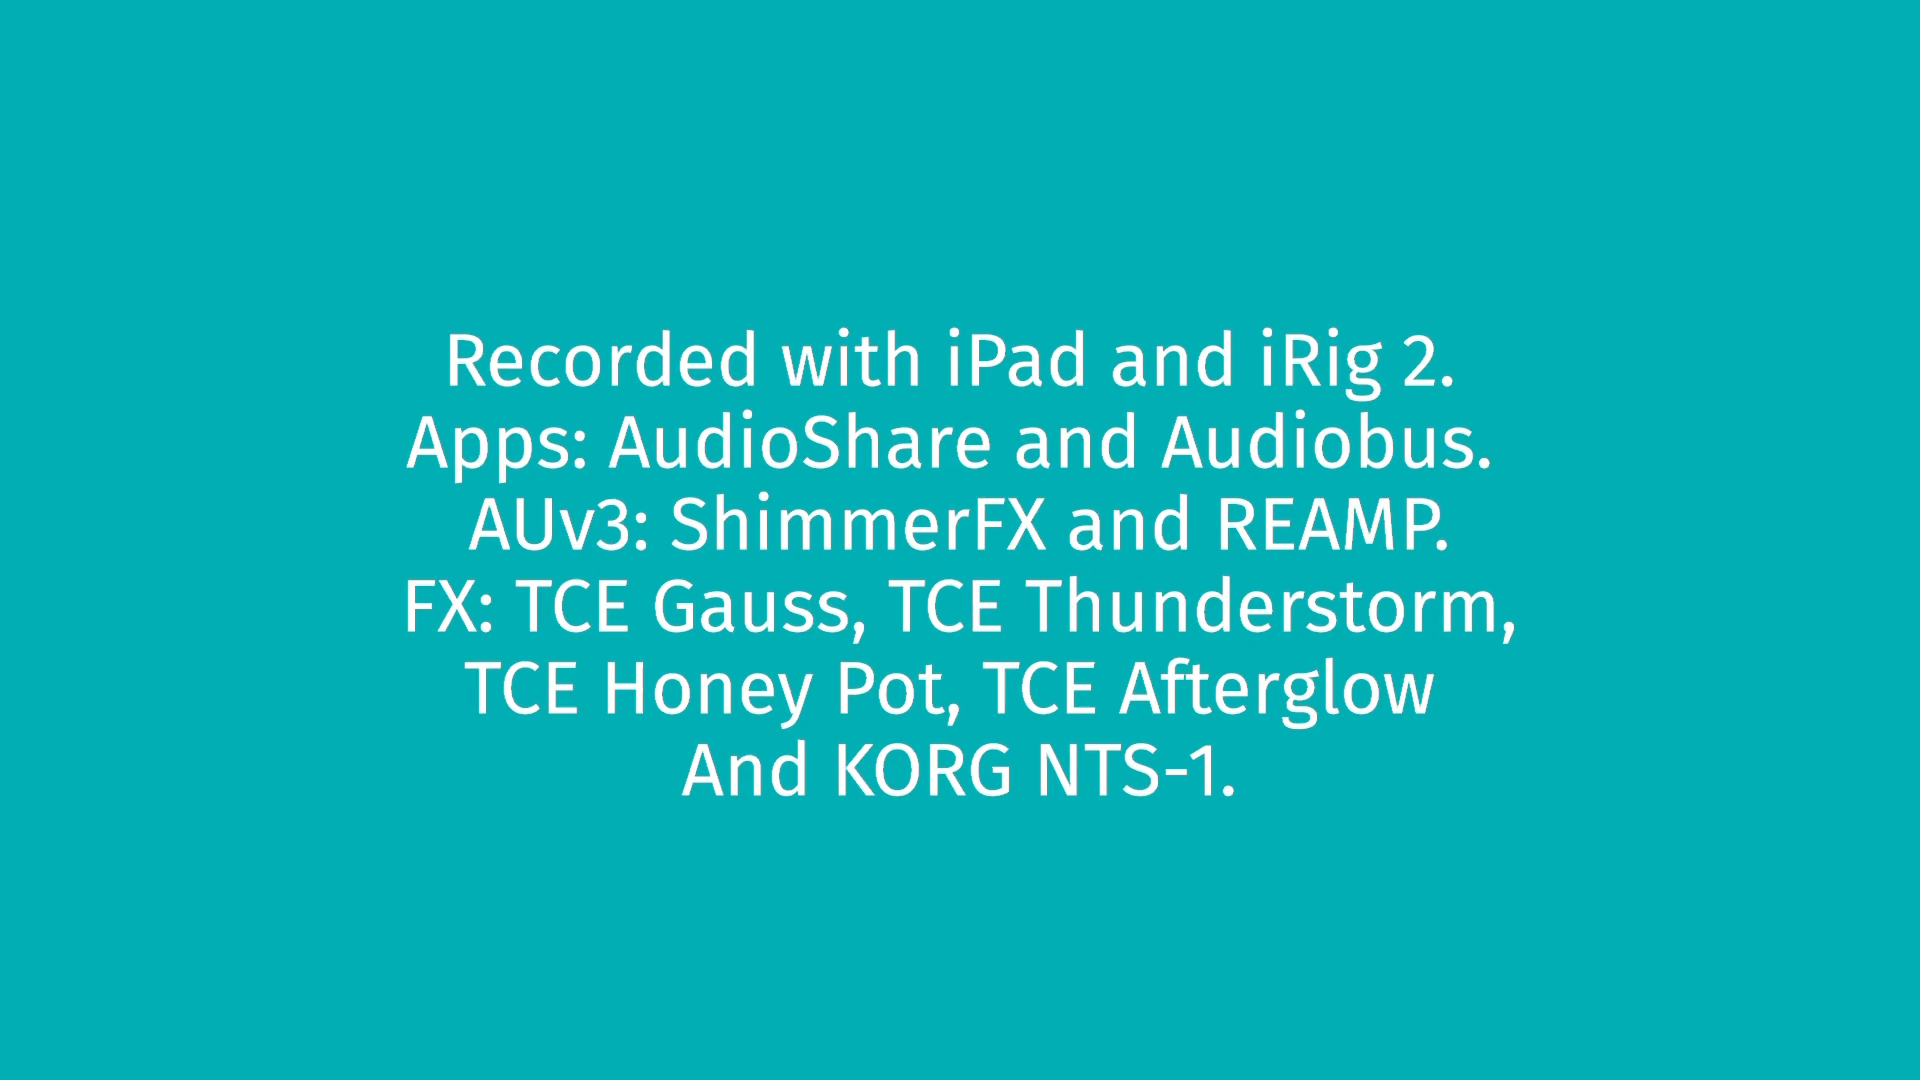 Recorded with iPad and iRig 2.
Apps: AudioShare and Audiobus.
AUv3: ShimmerFX and REAMP.
FX: TCE Gauss, TCE Thunderstorm,
TCE Honey Pot, TCE Afterglow
And KORG NTS-1.